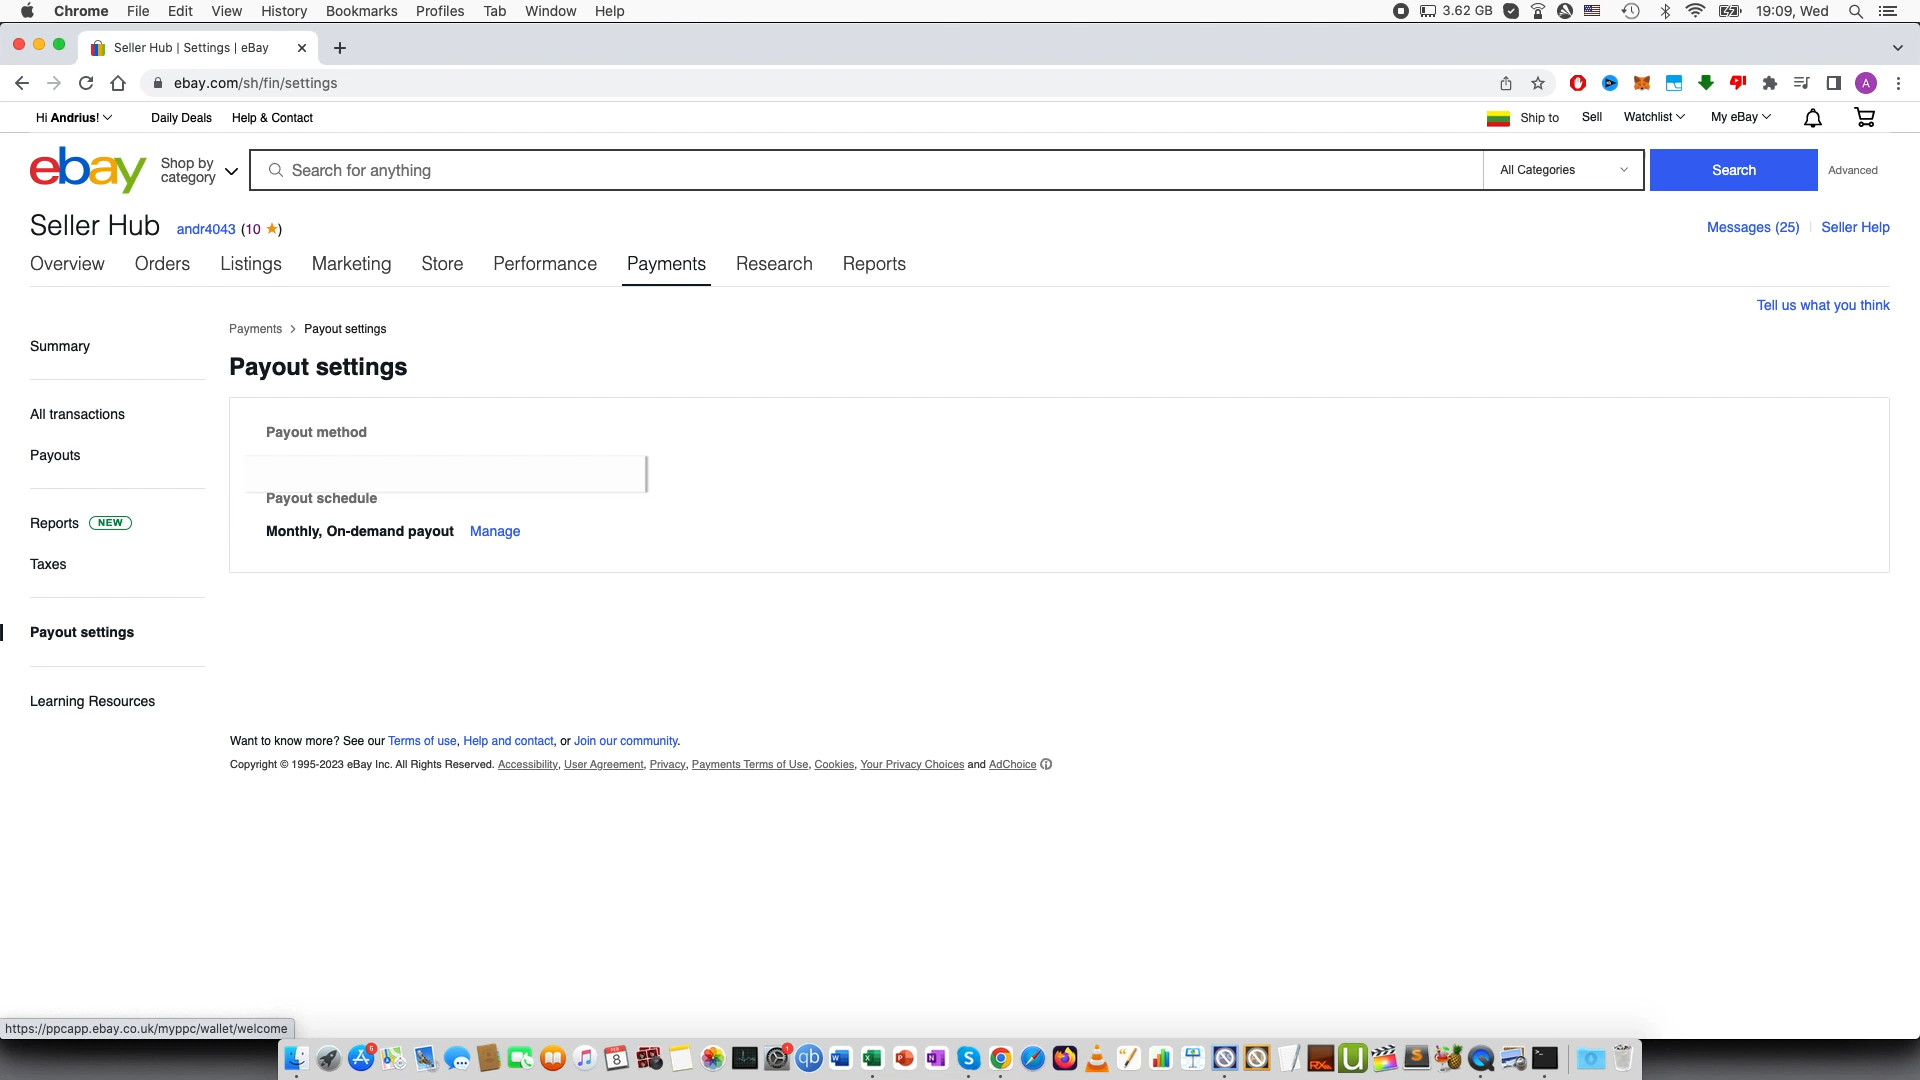 Chrome File Edit View History Bookmarks Profiles Tab Window Help 3.62 GB 19:09, Wed
Seller Hub | Settings | eBay
ebay.com/sh/fin/settings A
Hi Andrius! Daily Deals Help & Contact Ship to Sell Watchlist My eBay
ebay Shop by category Search for anything All Categories Search Advanced
Seller Hub andr4043 (10 ★) Messages (25) Seller Help
Overview Orders Listings Marketing Store Performance Payments Research Reports
Tell us what you think
Payments > Payout settings
Summary
Payout settings
All transactions
Payout method
Payouts
Payout schedule
Reports NEW
Monthly, On-demand payout Manage
Taxes
Payout settings
Learning Resources
Want to know more? See our Terms of use, Help and contact, or Join our community.
Copyright © 1995-2023 eBay Inc. All Rights Reserved. Accessibility, User Agreement, Privacy, Payments Terms of Use, Cookies, Your Privacy Choices and AdChoice
https://ppcapp.ebay.co.uk/myppc/wallet/welcome